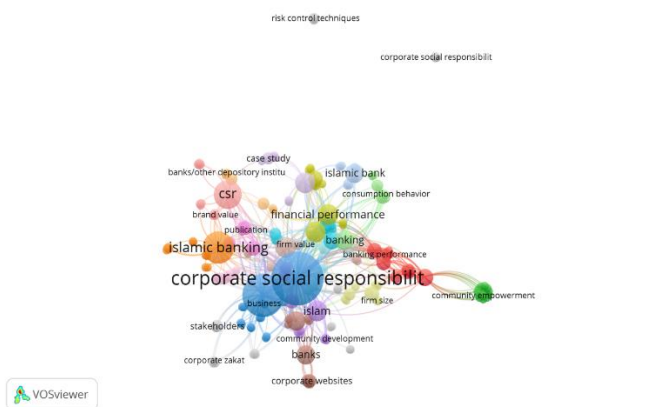 risk control techniques
corporate social responsibilit
case study
banks/other depository institu
islamic bank
csr
consumption behavior
brand value
financial performance
publication
banking
islamic banking
firm value
banking performance
corporate social responsibilit
community empowerment
business
firm size
islam
stakeholders
community development
banks
corporate zakat
corporate websites
VOSviewer